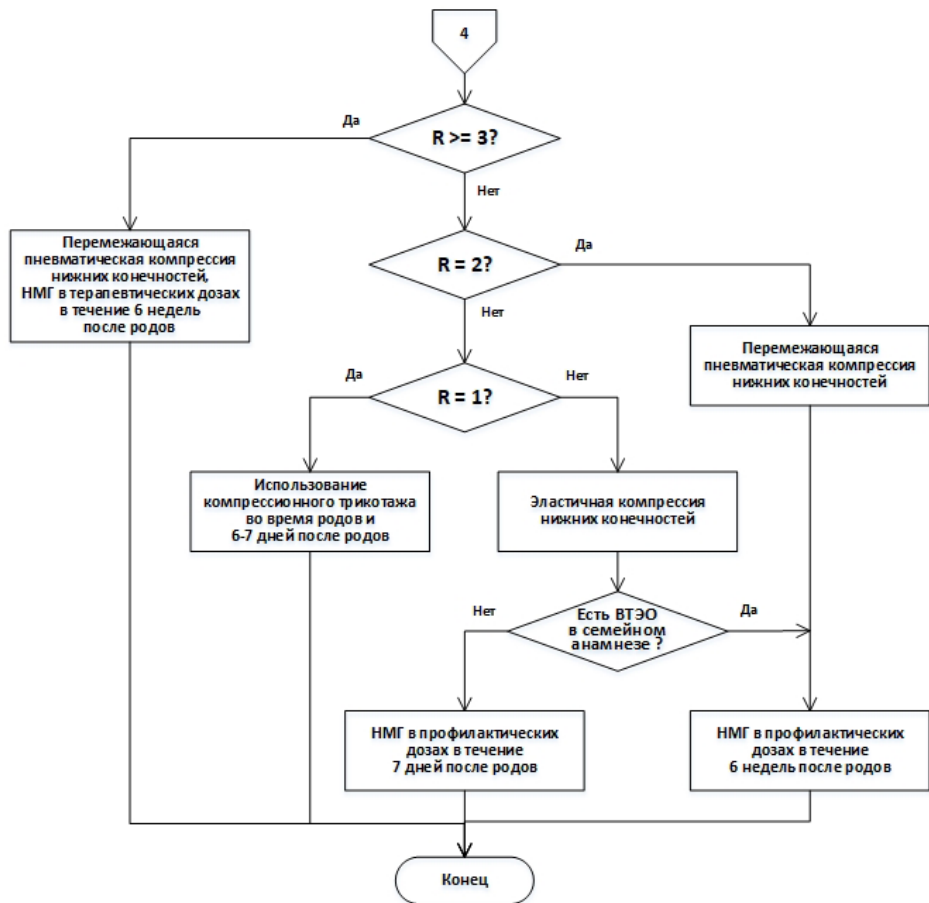 4
Да
R >= 3?
Нет
Перемежающаяся
пневматическая компрессия
нижних конечностей,
НМГ в терапевтических дозах
в течение 6 недель
после родов
R = 2?
Да
Нет
Перемежающаяся
пневматическая компрессия
нижних конечностей
Да
R = 1?
Нет
Использование
компрессионного трикотажа
во время родов и
6-7 дней после родов
Эластичная компрессия
нижних конечностей
Нет
Есть ВТЭО
в семейном
анамнезе ?
Да
НМГ в профилактических
дозах в течение
7 дней после родов
НМГ в профилактических
дозах в течение
6 недель после родов
Конец